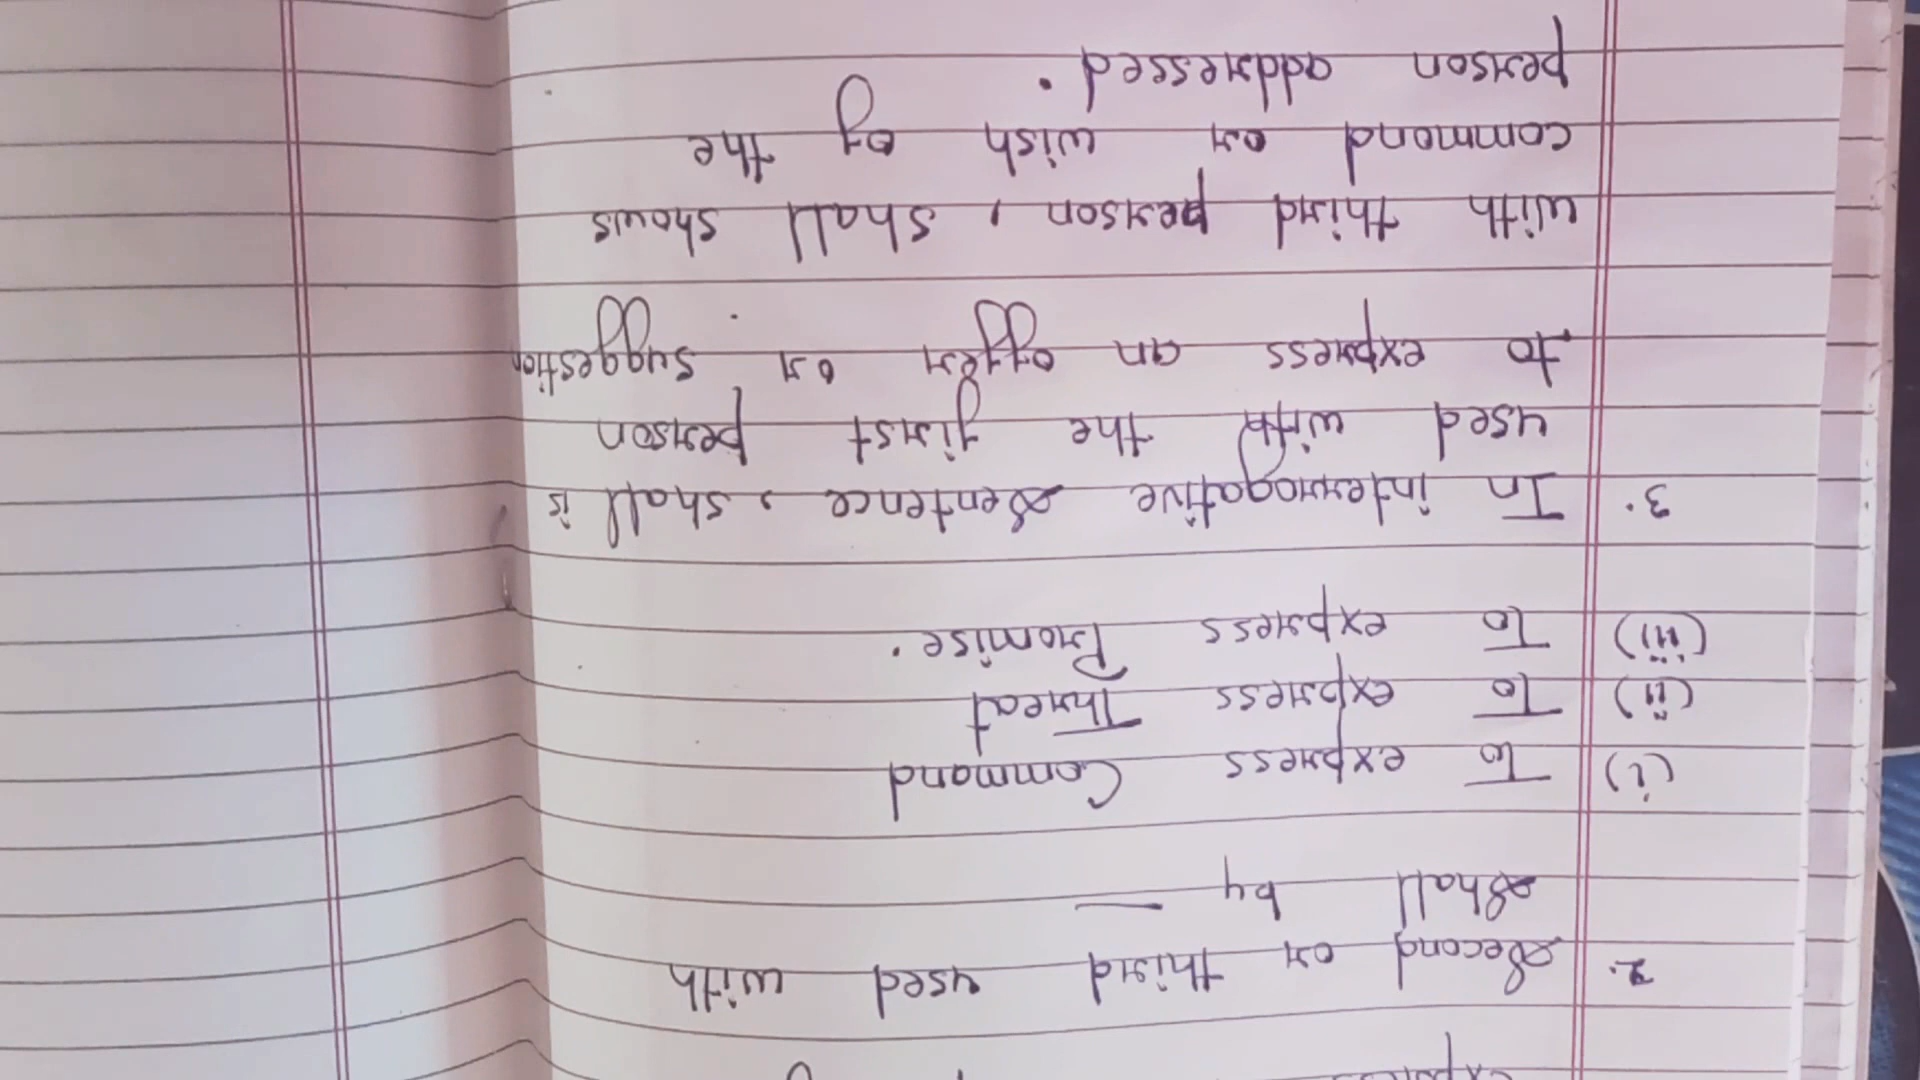 express
2. Second or third used with
shall by —
(i) To express Command
(ii) To express Threat
(iii) To express Promise.
3. In interrogative sentence, shall is
used with the first person
to express an offer or suggestion.
with third person, shall shows
command or wish of the
person addressed.